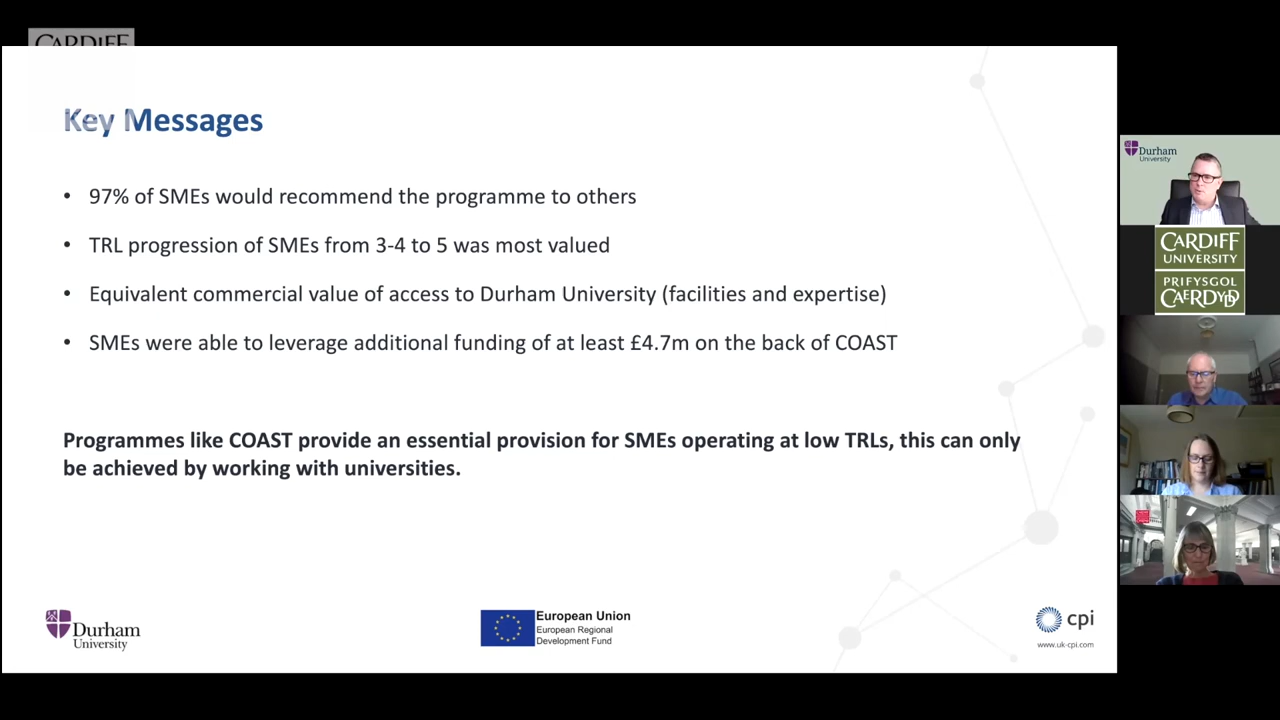 CARDIFF
Key Messages
• 97% of SMEs would recommend the programme to others
• TRL progression of SMEs from 3-4 to 5 was most valued
• Equivalent commercial value of access to Durham University (facilities and expertise)
• SMEs were able to leverage additional funding of at least £4.7m on the back of COAST
Programmes like COAST provide an essential provision for SMEs operating at low TRLs, this can only
be achieved by working with universities.
Durham
University
European Union
European Regional
Development Fund
cpi
www.uk-cpi.com
Durham
University
CARDIFF
UNIVERSITY
PRIFYSGOL
CAERDYDD